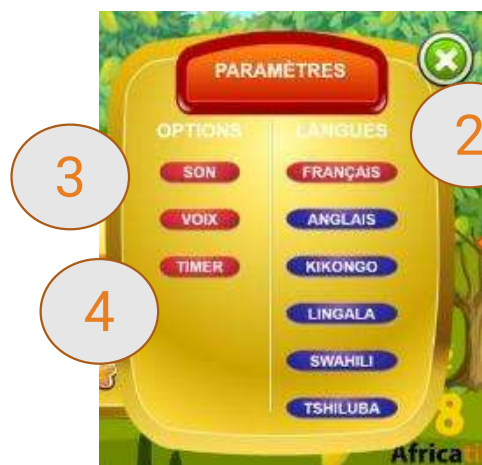 PARAMÈTRES
OPTIONS
LANGUES
2
3
SON
FRANÇAIS
VOIX
ANGLAIS
TIMER
KIKONGO
4
LINGALA
SWAHILI
TSHILUBA
8
Africa